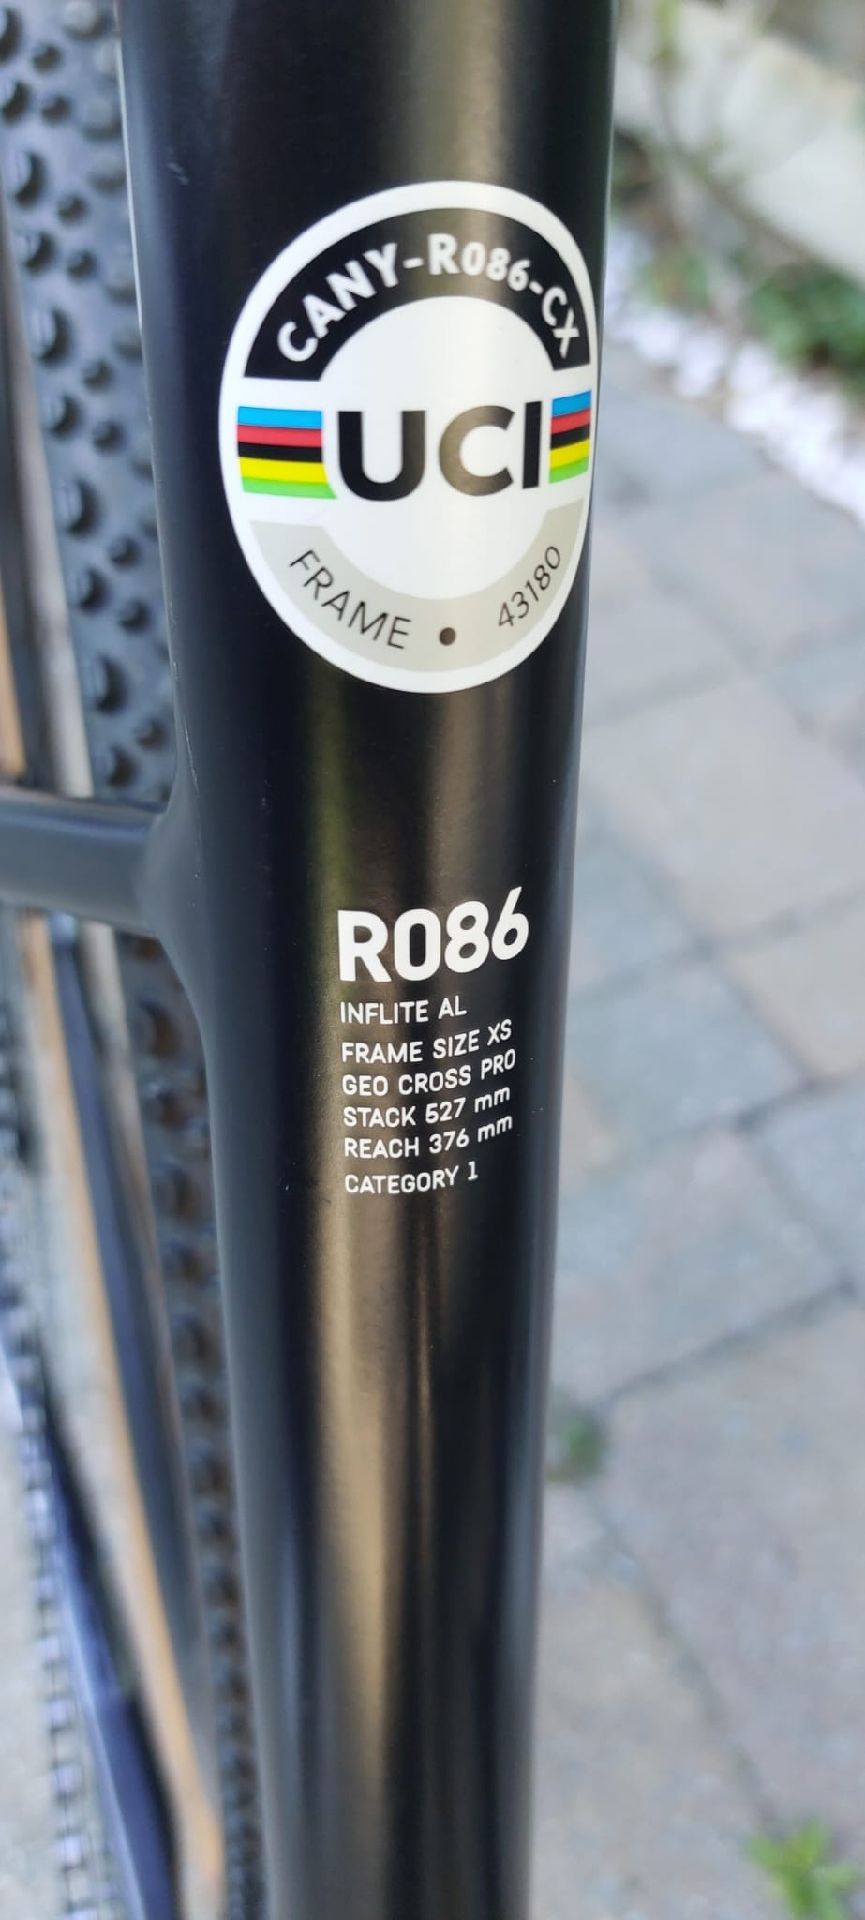 CANY-R086-CX
UCI
FRAME • 43180
R086
INFLITE AL
FRAME SIZE XS
GEO CROSS PRO
STACK 527 mm
REACH 376 mm
CATEGORY 1